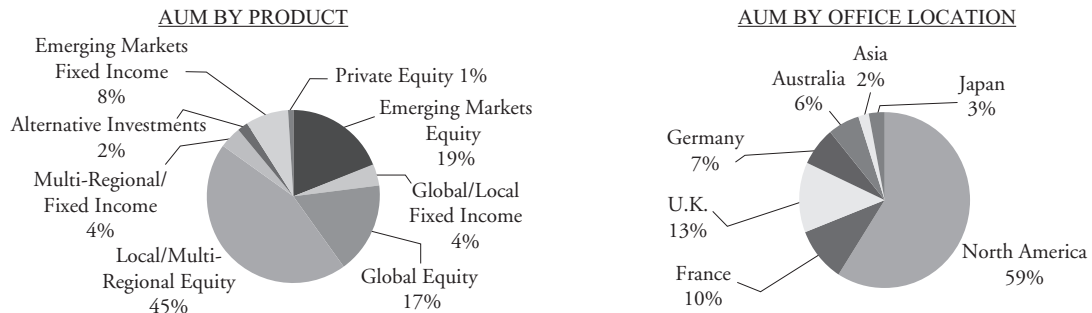 AUM BY PRODUCT
Emerging Markets
Fixed Income
8%
Private Equity 1%
Emerging Markets
Equity
19%
Alternative Investments
2%
Multi-Regional/
Fixed Income
4%
Global/Local
Fixed Income
4%
Local/Multi-
Regional Equity
45%
Global Equity
17%
AUM BY OFFICE LOCATION
Asia
2%
Australia
6%
Japan
3%
Germany
7%
U.K.
13%
France
10%
North America
59%